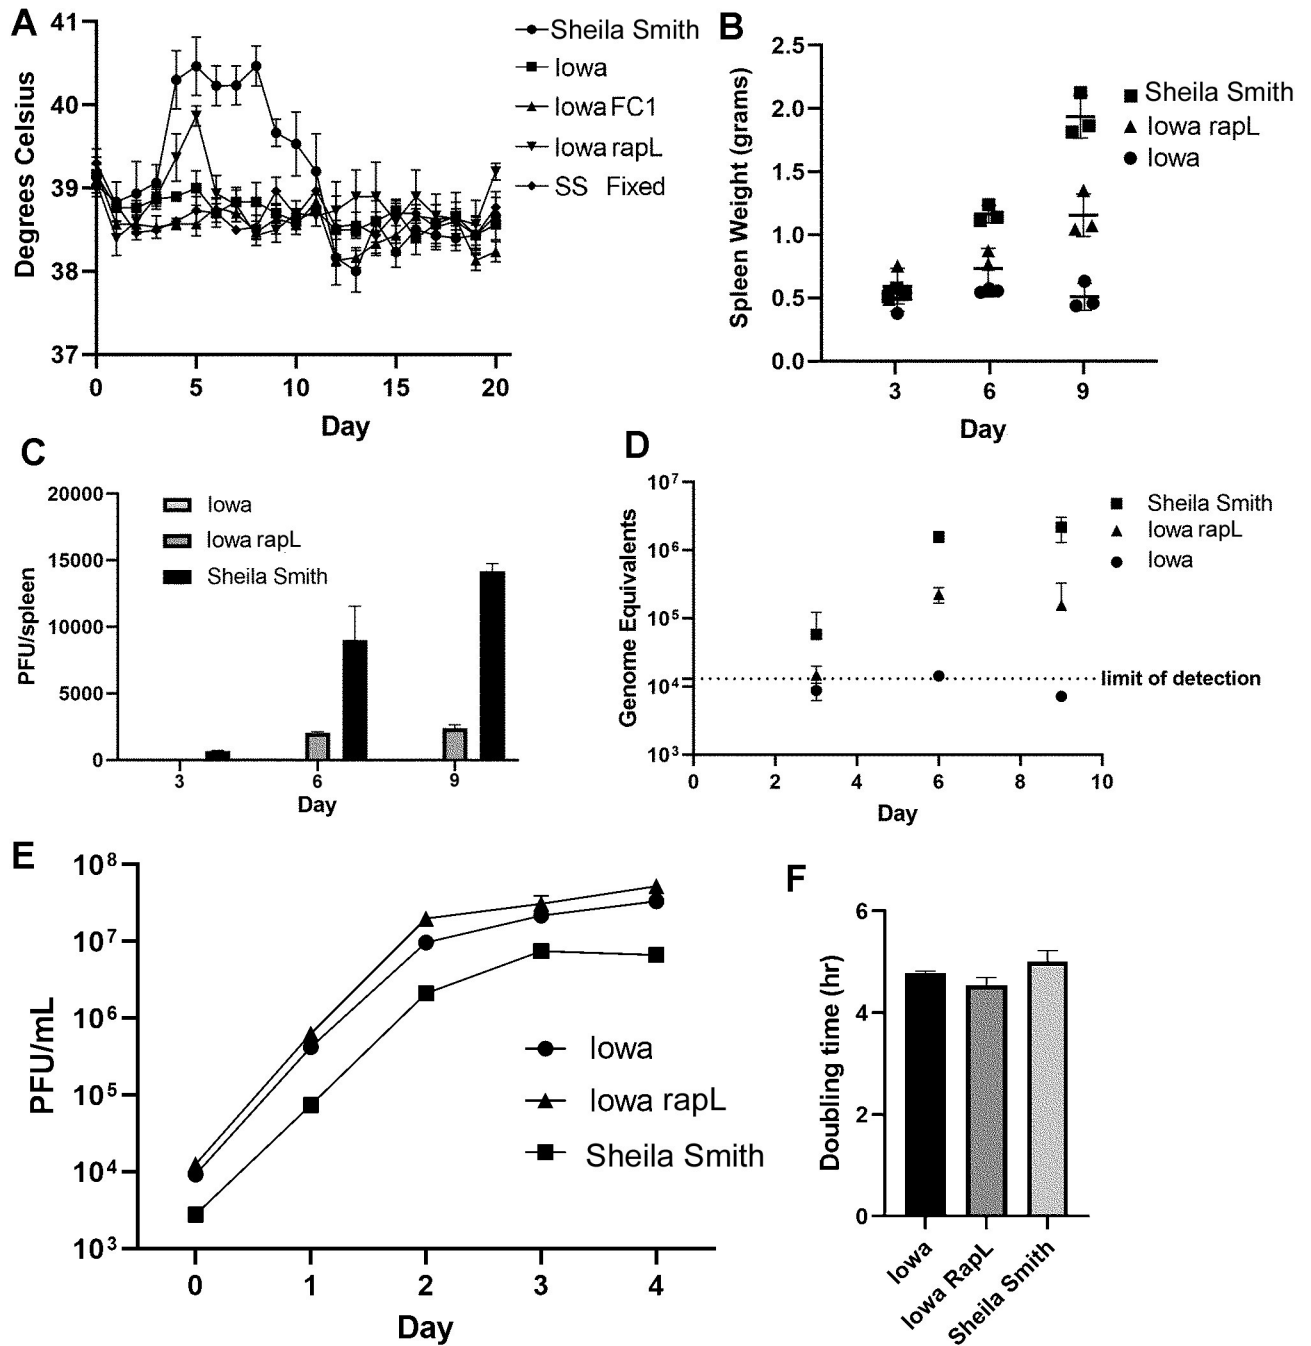 A
41
40
39
38
37
Degrees Celsius
0
5
10
15
20
Day
Sheila Smith
Iowa
Iowa FC1
Iowa rapL
SS Fixed
B
2.5
2.0
1.5
1.0
0.5
0.0
Spleen Weight (grams)
3
6
9
Day
Sheila Smith
Iowa rapL
Iowa
C
20000
15000
10000
5000
0
PFU/spleen
3
6
9
Day
Iowa
Iowa rapL
Sheila Smith
D
10⁷
10⁶
10⁵
10⁴
10³
Genome Equivalents
0
2
4
6
8
10
Day
Sheila Smith
Iowa rapL
Iowa
limit of detection
E
10⁸
10⁷
10⁶
10⁵
10⁴
10³
PFU/mL
0
1
2
3
4
Day
Iowa
Iowa rapL
Sheila Smith
F
6
4
2
0
Doubling time (hr)
Iowa
Iowa RapL
Sheila Smith